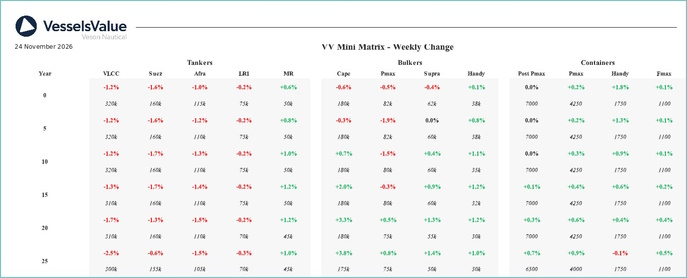 VesselsValue
Veson Nautical
24 November 2026
VV Mini Matrix - Weekly Change
Tankers Bulkers Containers
Year VLCC Suez Afra LR1 MR Cape Pmax Supra Handy Post Pmax Pmax Handy Fmax
0 -1.2% -1.6% -1.0% -0.2% +0.6% -0.6% -0.5% -0.4% +0.1% 0.0% +0.2% +1.8% +0.1%
320k 160k 115k 75k 50k 180k 82k 62k 38k 7000 4250 1750 1100
5 -1.2% -1.6% -1.2% -0.2% +0.8% -0.3% -1.9% 0.0% +0.8% 0.0% +0.2% +1.3% +0.1%
320k 160k 115k 75k 50k 180k 82k 60k 38k 7000 4250 1750 1100
10 -1.2% -1.7% -1.3% -0.2% +1.0% +0.7% -1.5% +0.4% +1.1% 0.0% +0.3% +0.9% +0.1%
320k 160k 110k 75k 50k 180k 80k 60k 35k 7000 4250 1750 1100
15 -1.3% -1.7% -1.4% -0.2% +1.2% +2.0% -0.3% +0.9% +1.2% +0.1% +0.4% +0.6% +0.2%
310k 160k 110k 75k 50k 180k 80k 60k 32k 7000 4250 1750 1100
20 -1.7% -1.3% -1.5% -0.2% +1.2% +3.3% +0.5% +1.3% +1.2% +0.3% +0.6% +0.4% +0.4%
310k 160k 110k 70k 45k 180k 75k 55k 30k 7000 4250 1750 1100
25 -2.5% -0.6% -1.5% -0.3% +1.0% +3.8% +0.8% +1.4% +1.0% +0.7% +0.9% -0.1% +0.5%
300k 155k 105k 70k 45k 175k 75k 50k 30k 6500 4000 1750 1100